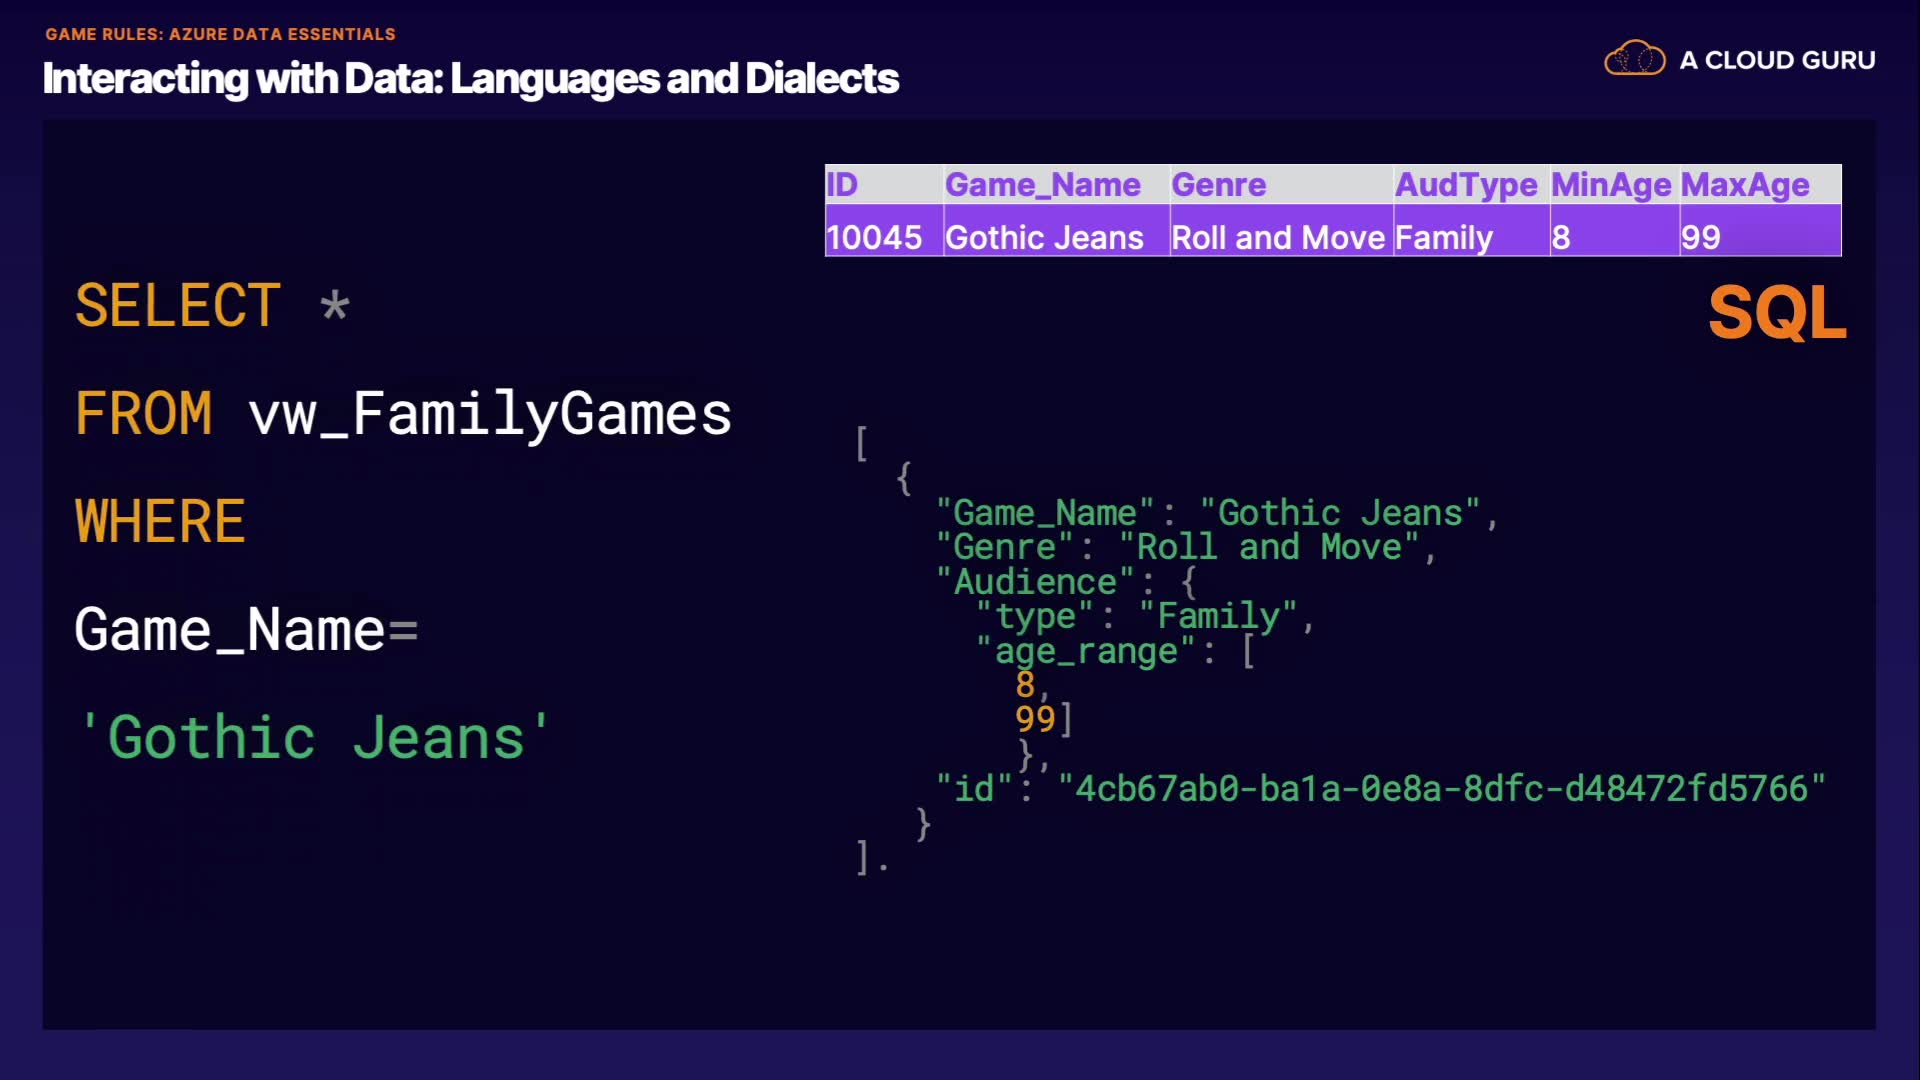 GAME RULES: AZURE DATA ESSENTIALS
Interacting with Data: Languages and Dialects
A CLOUD GURU
ID Game_Name Genre AudType MinAge MaxAge
10045 Gothic Jeans Roll and Move Family 8 99
SQL
SELECT *
FROM vw_FamilyGames
WHERE
Game_Name=
'Gothic Jeans'
[
{
"Game_Name": "Gothic Jeans",
"Genre": "Roll and Move",
"Audience": {
"type": "Family",
"age_range": [
8,
99]
},
"id": "4cb67ab0-ba1a-0e8a-8dfc-d48472fd5766"
}
].